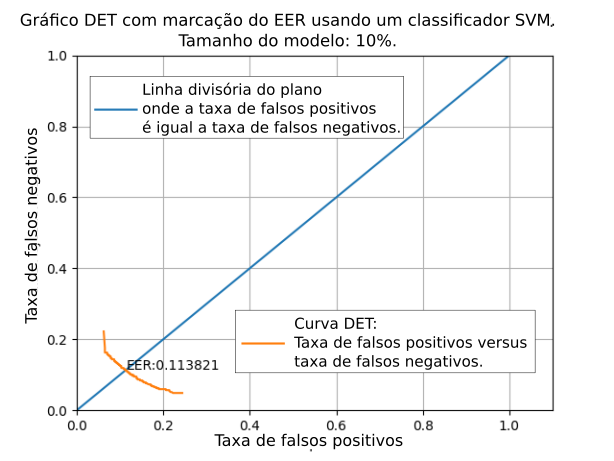 Gráfico DET com marcação do EER usando um classificador SVM,
Tamanho do modelo: 10%.
1.0
0.8
0.6
0.4
0.2
0.0
Taxa de falsos negativos
Linha divisória do plano
onde a taxa de falsos positivos
é igual a taxa de falsos negativos.
Curva DET:
Taxa de falsos positivos versus
taxa de falsos negativos.
EER:0.113821
0.0 0.2 0.4 0.6 0.8 1.0
Taxa de falsos positivos